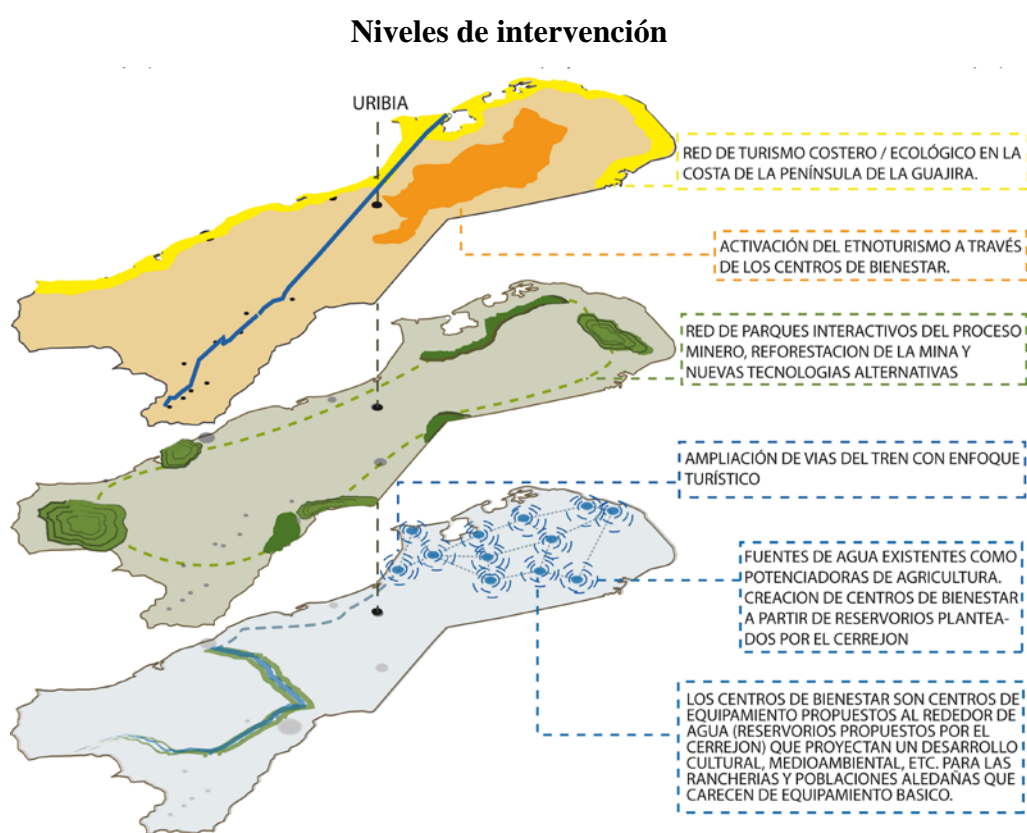 Niveles de intervención
URIBIA
RED DE TURISMO COSTERO / ECOLÓGICO EN LA
COSTA DE LA PENÍNSULA DE LA GUAJIRA.
ACTIVACIÓN DEL ETNOTURISMO A TRAVÉS
DE LOS CENTROS DE BIENESTAR.
RED DE PARQUES INTERACTIVOS DEL PROCESO
MINERO, REFORESTACION DE LA MINA Y
NUEVAS TECNOLOGIAS ALTERNATIVAS
AMPLIACIÓN DE VIAS DEL TREN CON ENFOQUE
TURÍSTICO
FUENTES DE AGUA EXISTENTES COMO
POTENCIADORAS DE AGRICULTURA.
CREACION DE CENTROS DE BIENESTAR
A PARTIR DE RESERVORIOS PLANTEA-
DOS POR EL CERREJON
LOS CENTROS DE BIENESTAR SON CENTROS DE
EQUIPAMIENTO PROPUESTOS AL REDEDOR DE
AGUA (RESERVORIOS PROPUESTOS POR EL
CERREJON) QUE PROYECTAN UN DESARROLLO
CULTURAL, MEDIOAMBIENTAL, ETC. PARA LAS
RANCHERIAS Y POBLACIONES ALEDAÑAS QUE
CARECEN DE EQUIPAMIENTO BASICO.